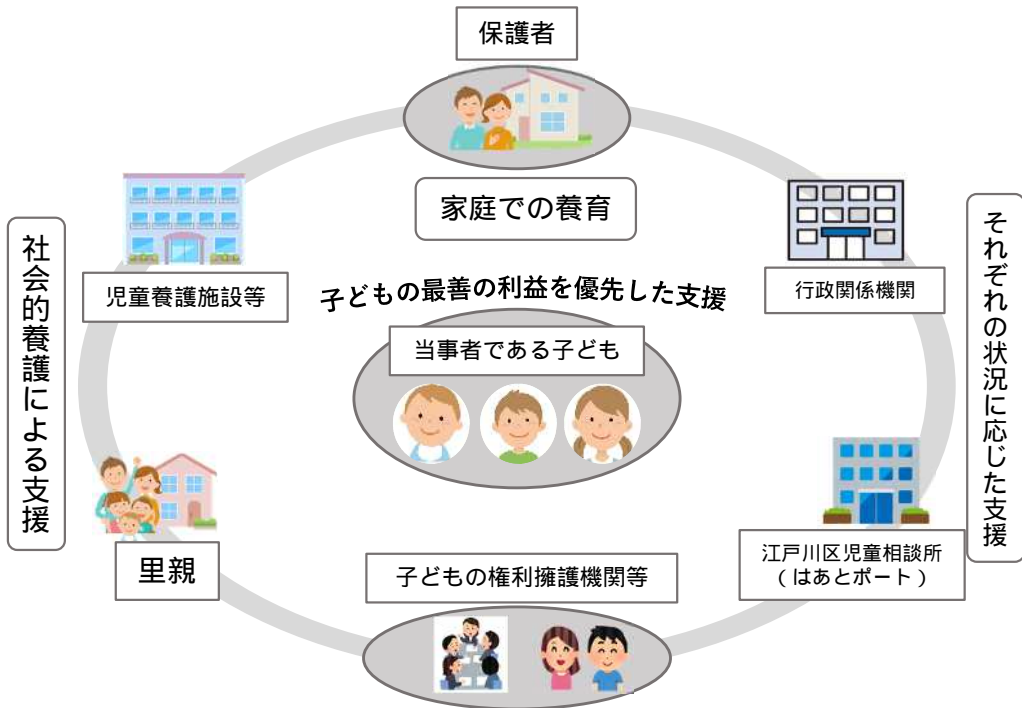 保護者
家庭での養育
児童養護施設等
行政関係機関
社会的養護による支援
それぞれの状況に応じた支援
子どもの最善の利益を優先した支援
当事者である子ども
里親
江戸川区児童相談所
(はあとポート)
子どもの権利擁護機関等